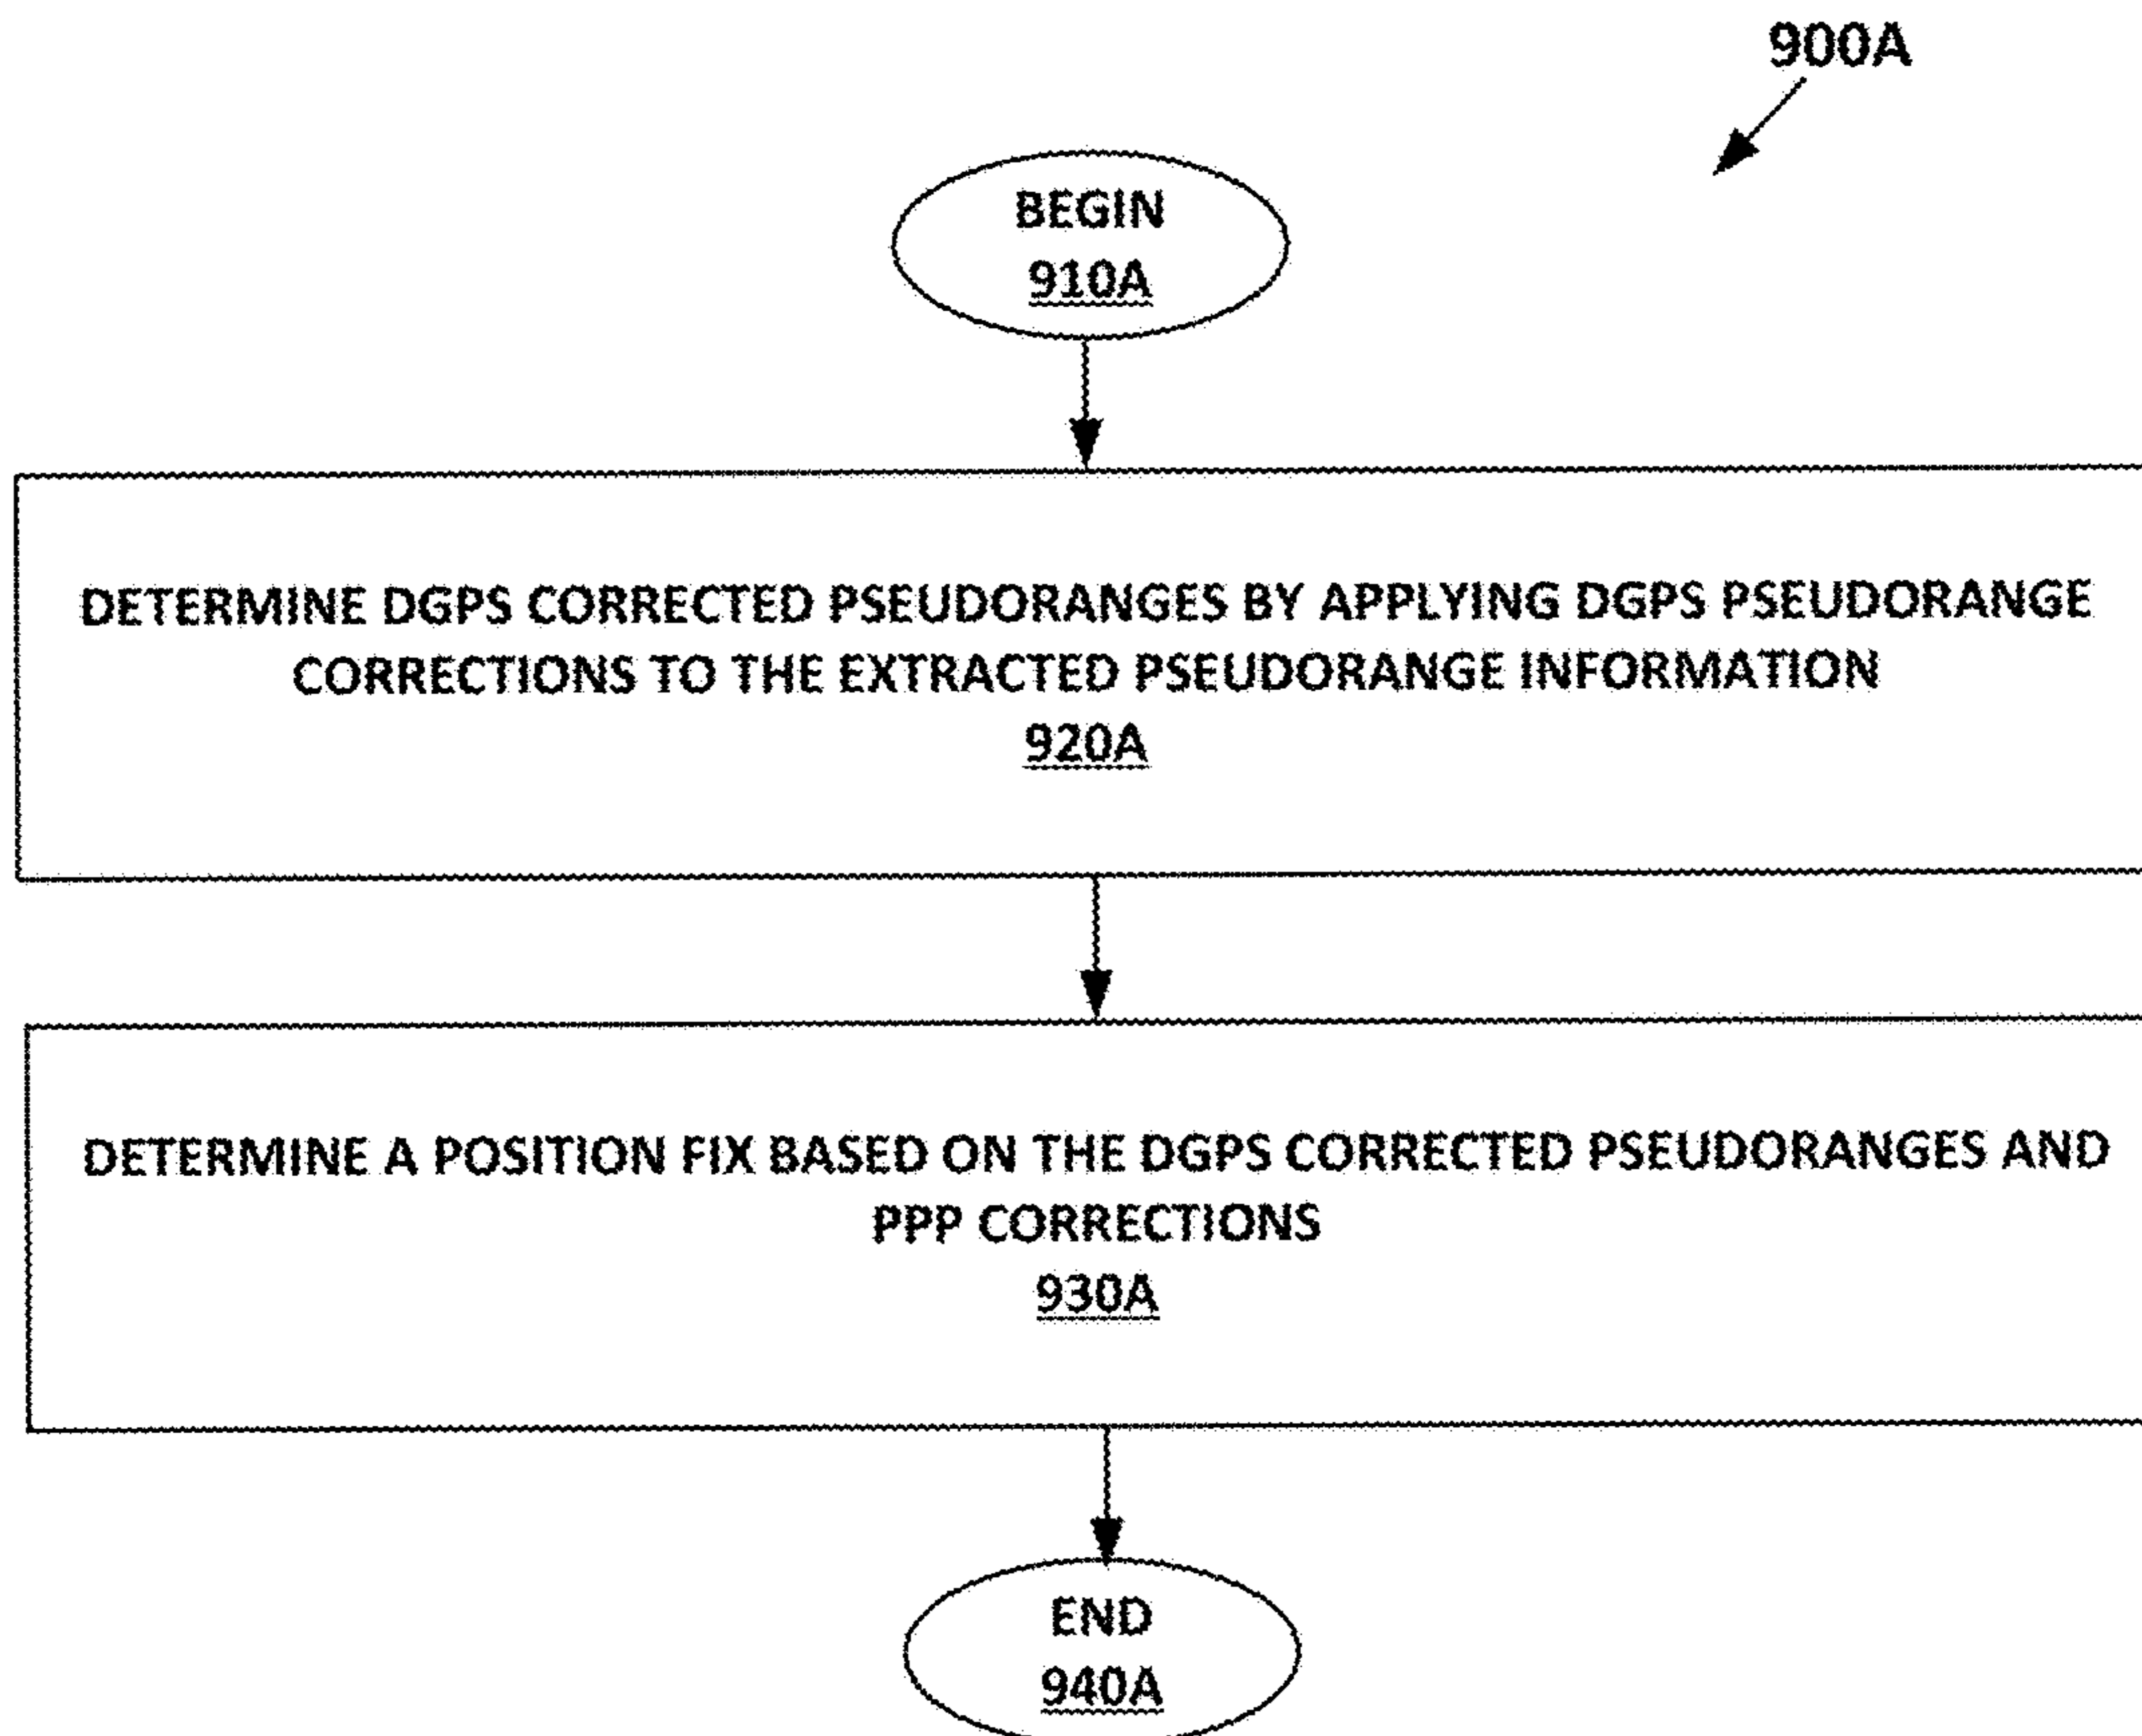 900A
BEGIN
910A
DETERMINE DGPS CORRECTED PSEUDORANGES BY APPLYING DGPS PSEUDORANGE
CORRECTIONS TO THE EXTRACTED PSEUDORANGE INFORMATION
920A
DETERMINE A POSITION FIX BASED ON THE DGPS CORRECTED PSEUDORANGES AND
PPP CORRECTIONS
930A
END
940A